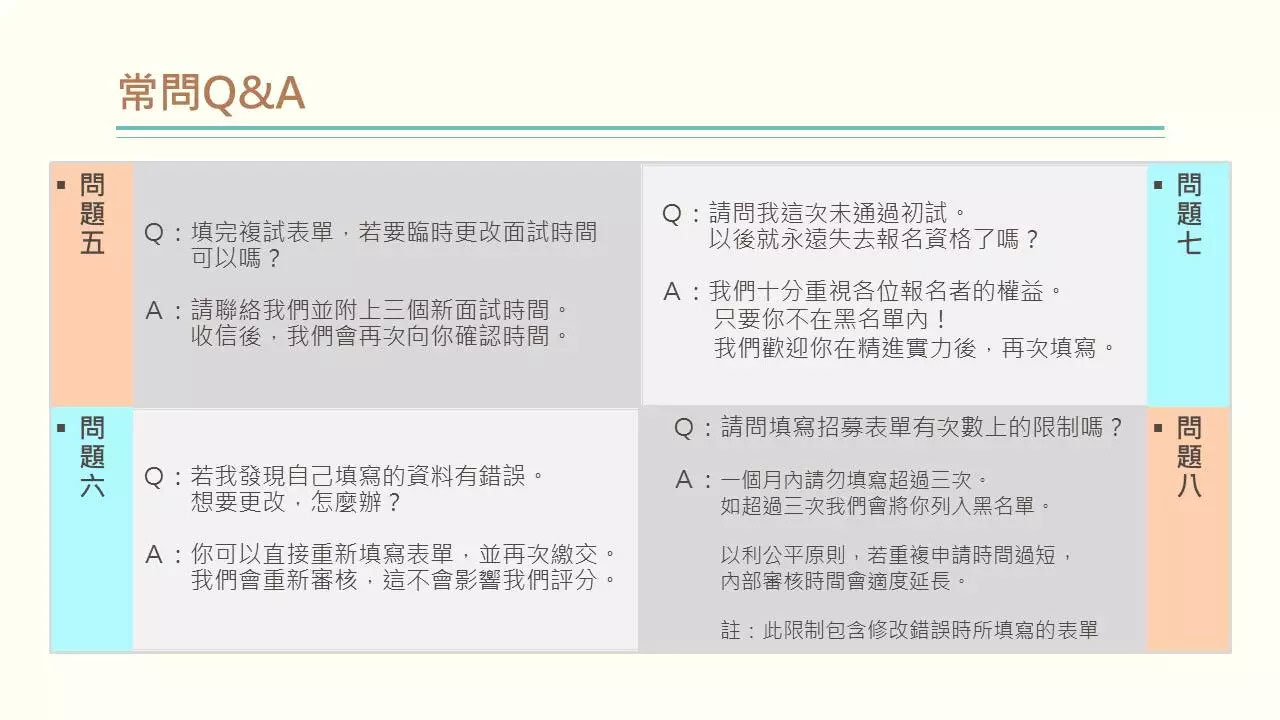 常問Q&A
▪ 問題五
Q：填完複試表單，若要臨時更改面試時間
可以嗎？
A：請聯絡我們並附上三個新面試時間。
收信後，我們會再次向你確認時間。
▪ 問題六
Q：若我發現自己填寫的資料有錯誤。
想要更改，怎麼辦？
A：你可以直接重新填寫表單，並再次繳交。
我們會重新審核，這不會影響我們評分。
▪ 問題七
Q：請問我這次未通過初試。
以後就永遠失去報名資格了嗎？
A：我們十分重視各位報名者的權益。
只要你不在黑名單內！
我們歡迎你在精進實力後，再次填寫。
▪ 問題八
Q：請問填寫招募表單有次數上的限制嗎？
A：一個月內請勿填寫超過三次。
如超過三次我們會將你列入黑名單。
以利公平原則，若重複申請時間過短，
內部審核時間會適度延長。
註：此限制包含修改錯誤時所填寫的表單